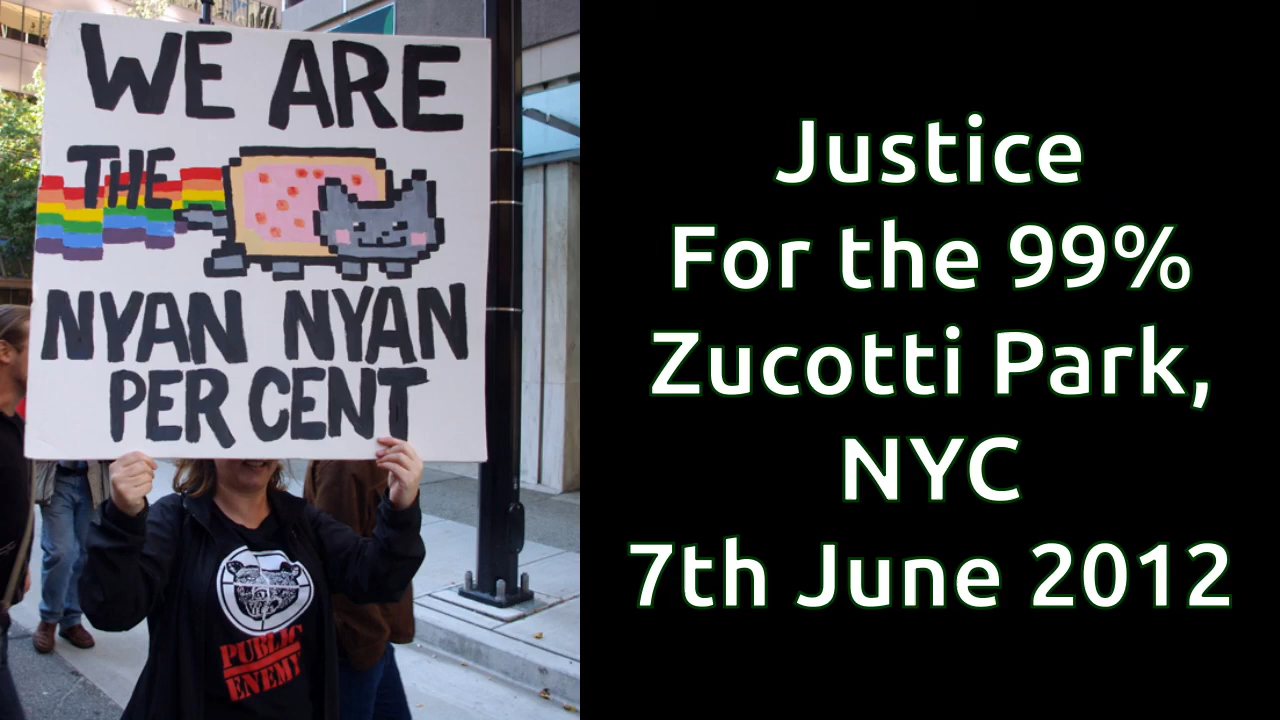 WE ARE
THE
NYAN NYAN
PER CENT
PUBLIC
ENEMY
Justice
For the 99%
Zucotti Park,
NYC
7th June 2012